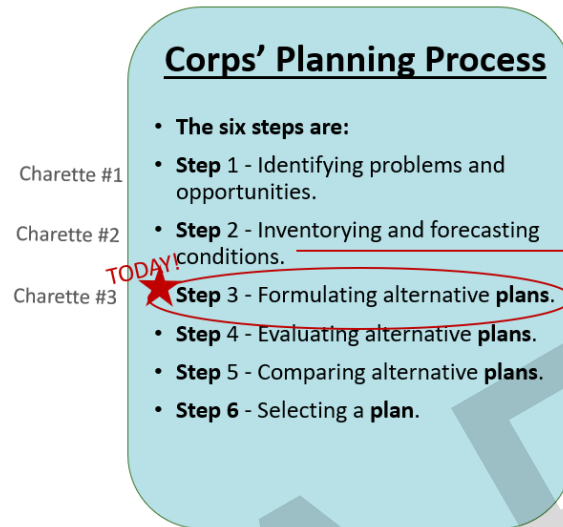 Corps' Planning Process
• The six steps are:
Charette #1
• Step 1 - Identifying problems and
opportunities.
Charette #2
• Step 2 - Inventorying and forecasting
conditions.
TODAY!
Charette #3
Step 3 - Formulating alternative plans.
• Step 4 - Evaluating alternative plans.
• Step 5 - Comparing alternative plans.
• Step 6 - Selecting a plan.